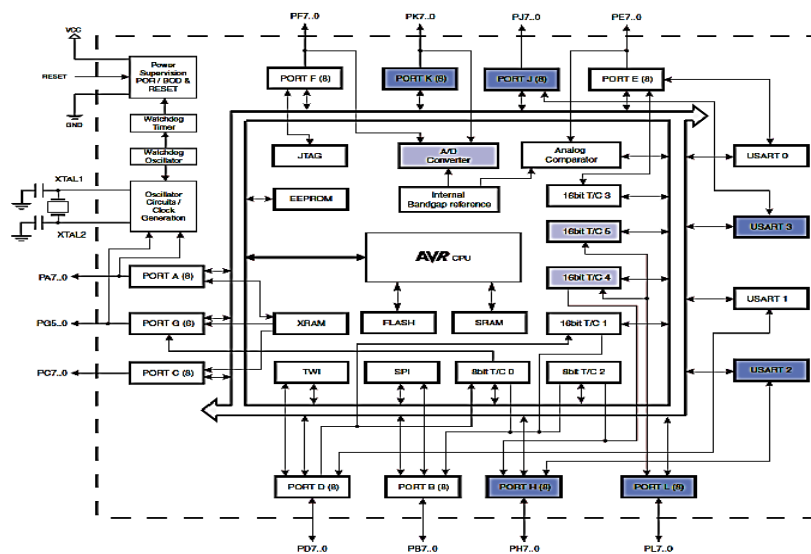 PF7..0
PK7..0
PJ7..0
PE7..0
VCC
RESET
GND
Power
Supervision
POR / BOD &
RESET
PORT F (8)
PORT K (8)
PORT J (8)
PORT E (8)
Watchdog
Timer
Watchdog
Oscillator
JTAG
A/D
Converter
Analog
Comparator
USART 0
XTAL1
XTAL2
Oscillator
Circuits /
Clock
Generation
EEPROM
Internal
Bandgap reference
16bit T/C 3
16bit T/C 5
USART 3
AVR CPU
16bit T/C 4
PA7..0
PORT A (8)
USART 1
PG5..0
PORT G (8)
XRAM
FLASH
SRAM
16bit T/C 1
PC7..0
PORT C (8)
TWI
SPI
8bit T/C 0
8bit T/C 2
USART 2
PORT D (8)
PORT B (8)
PORT H (8)
PORT L (8)
PD7..0
PB7..0
PH7..0
PL7..0